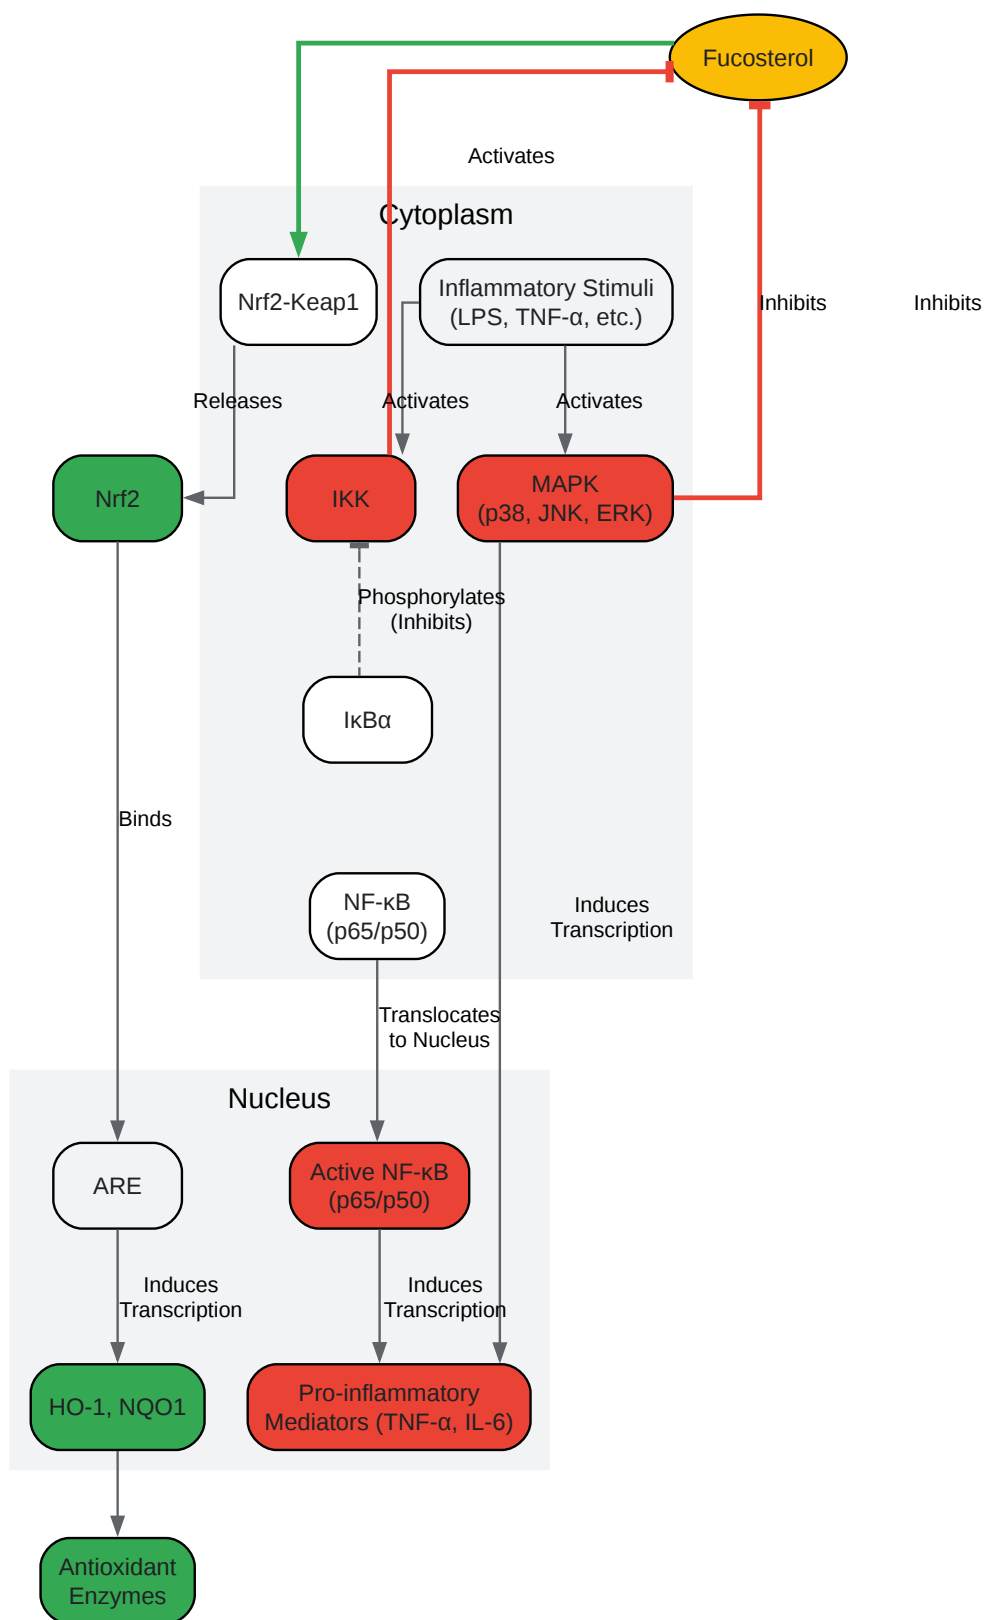 Fucosterol
Activates
Cytoplasm
Nrf2-Keap1
Inflammatory Stimuli
(LPS, TNF-α, etc.)
Inhibits
Inhibits
Releases
Activates
Activates
Nrf2
IKK
MAPK
(p38, JNK, ERK)
Phosphorylates
(Inhibits)
IκBα
Binds
NF-κB
(p65/p50)
Induces
Transcription
Translocates
to Nucleus
Nucleus
ARE
Active NF-κB
(p65/p50)
Induces
Transcription
Induces
Transcription
HO-1, NQO1
Pro-inflammatory
Mediators (TNF-α, IL-6)
Antioxidant
Enzymes